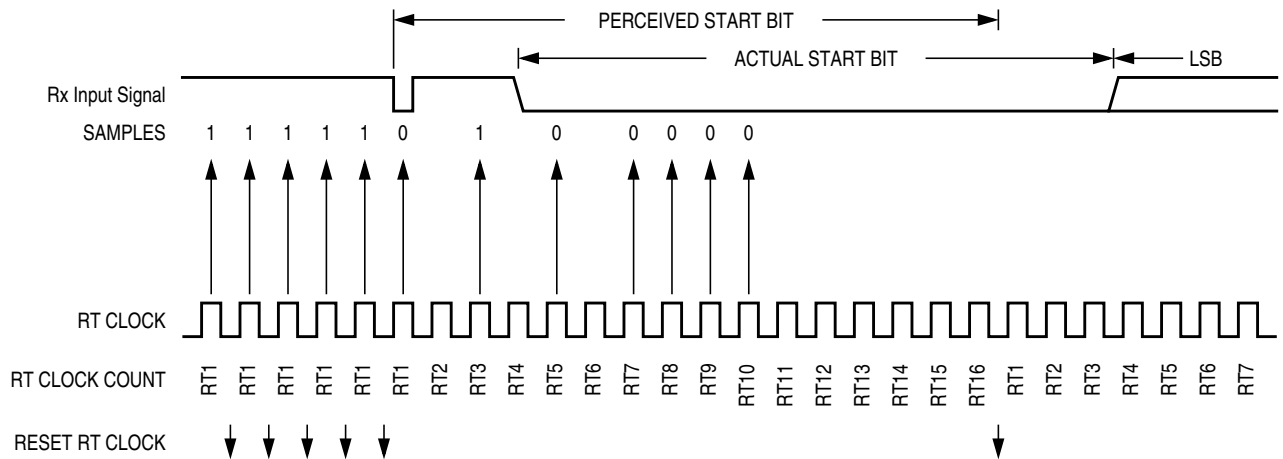 PERCEIVED START BIT
ACTUAL START BIT LSB
Rx Input Signal
SAMPLES 1 1 1 1 1 0 1 0 0 0 0 0
RT CLOCK
RT CLOCK COUNT RT1 RT1 RT1 RT1 RT1 RT1 RT2 RT3 RT4 RT5 RT6 RT7 RT8 RT9 RT10 RT11 RT12 RT13 RT14 RT15 RT16 RT1 RT2 RT3 RT4 RT5 RT6 RT7
RESET RT CLOCK